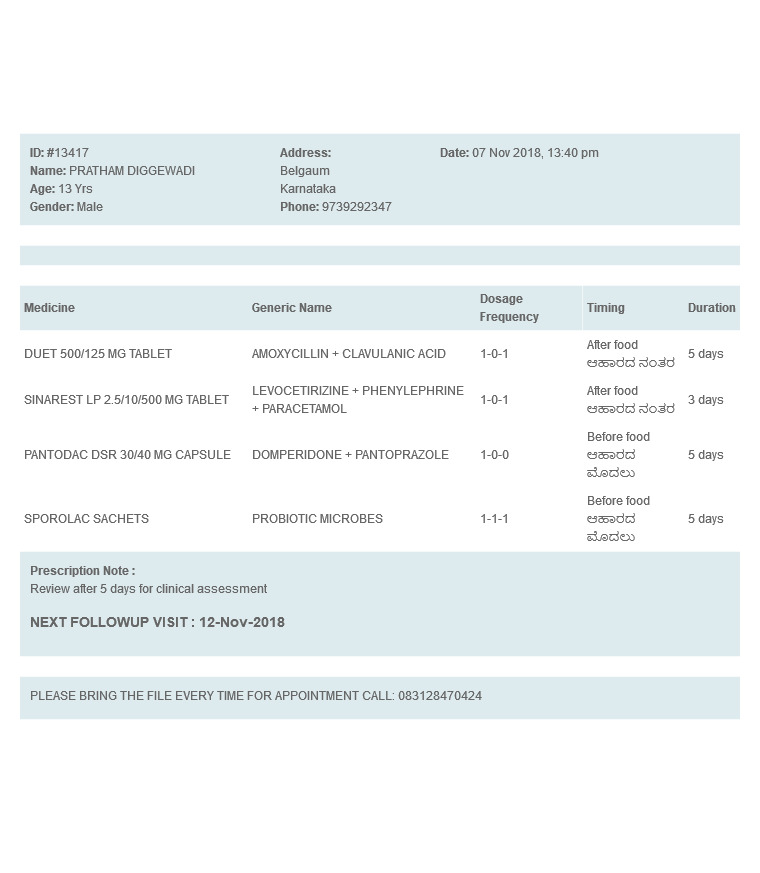 ID: #13417 Address: Date: 07 Nov 2018, 13:40 pm
Name: PRATHAM DIGGEWADI Belgaum
Age: 13 Yrs Karnataka
Gender: Male Phone: 9739292347
Medicine Generic Name Dosage Frequency Timing Duration
DUET 500/125 MG TABLET AMOXYCILLIN + CLAVULANIC ACID 1-0-1 After food ಆಹಾರದ ನಂತರ 5 days
SINAREST LP 2.5/10/500 MG TABLET LEVOCETIRIZINE + PHENYLEPHRINE + PARACETAMOL 1-0-1 After food ಆಹಾರದ ನಂತರ 3 days
PANTODAC DSR 30/40 MG CAPSULE DOMPERIDONE + PANTOPRAZOLE 1-0-0 Before food ಆಹಾರದ ಮೊದಲು 5 days
SPOROLAC SACHETS PROBIOTIC MICROBES 1-1-1 Before food ಆಹಾರದ ಮೊದಲು 5 days
Prescription Note :
Review after 5 days for clinical assessment
NEXT FOLLOWUP VISIT : 12-Nov-2018
PLEASE BRING THE FILE EVERY TIME FOR APPOINTMENT CALL: 083128470424